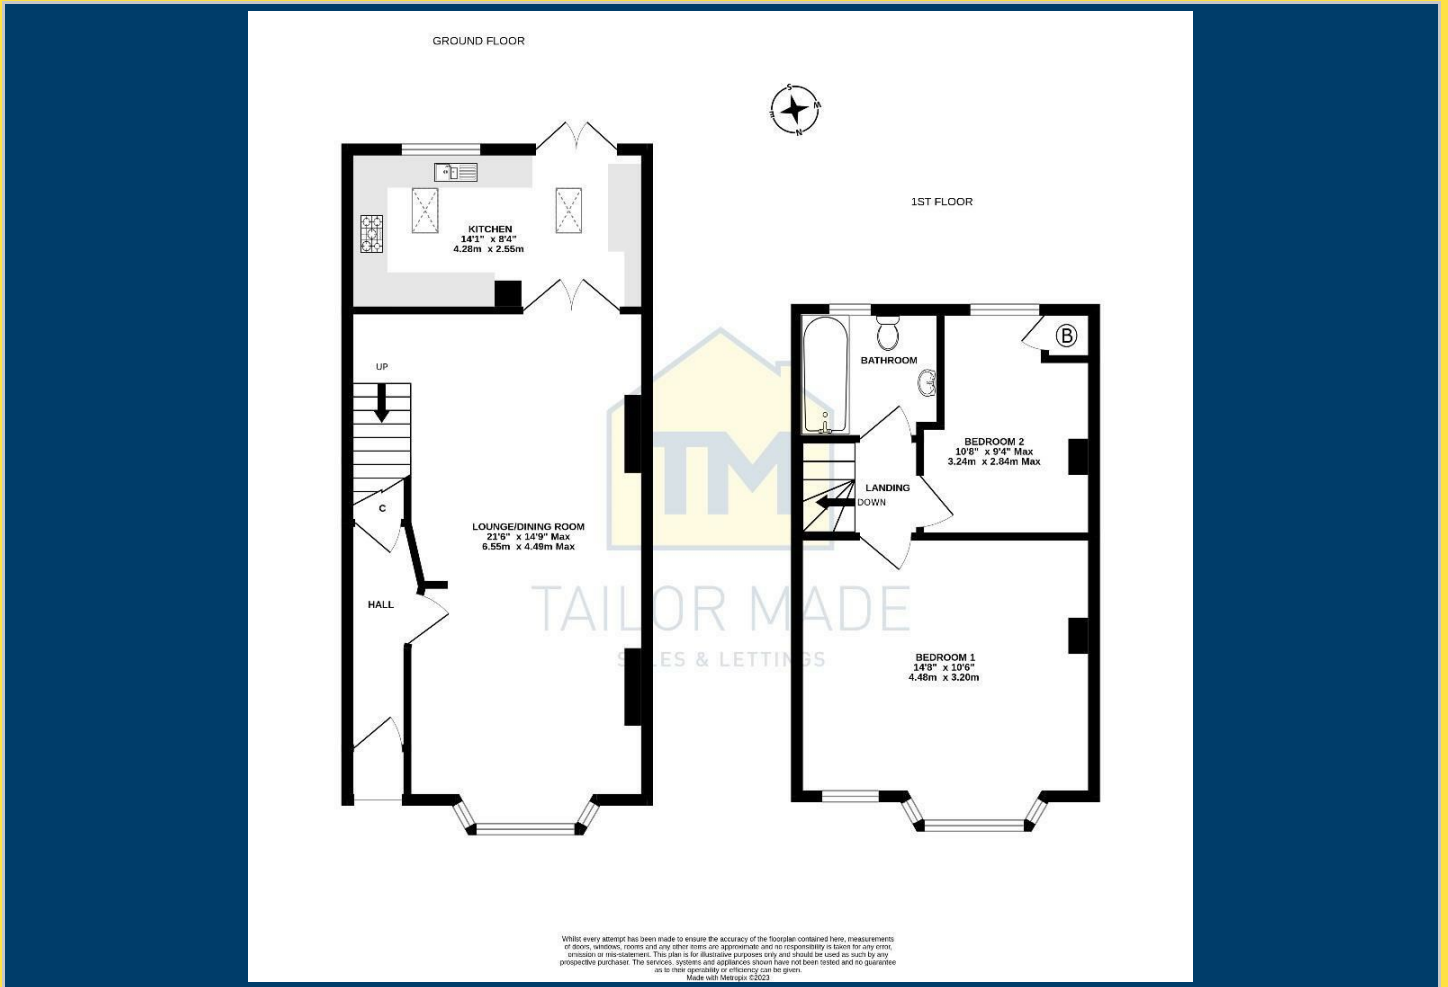 GROUND FLOOR
S
W
E
N
1ST FLOOR
KITCHEN
14'1" x 8'4"
4.28m x 2.55m
UP
C
LOUNGE/DINING ROOM
21'6" x 14'9" Max
6.55m x 4.49m Max
HALL
BATHROOM
B
BEDROOM 2
10'8" x 9'4" Max
3.24m x 2.84m Max
LANDING
DOWN
BEDROOM 1
14'8" x 10'6"
4.48m x 3.20m
TM
TAILOR MADE
SALES & LETTINGS
Whilst every attempt has been made to ensure the accuracy of the floorplan contained here, measurements
of doors, windows, rooms and any other items are approximate and no responsibility is taken for any error,
omission or mis-statement. This plan is for illustrative purposes only and should be used as such by any
prospective purchaser. The services, systems and appliances shown have not been tested and no guarantee
as to their operability or efficiency can be given.
Made with Metropix ©2023